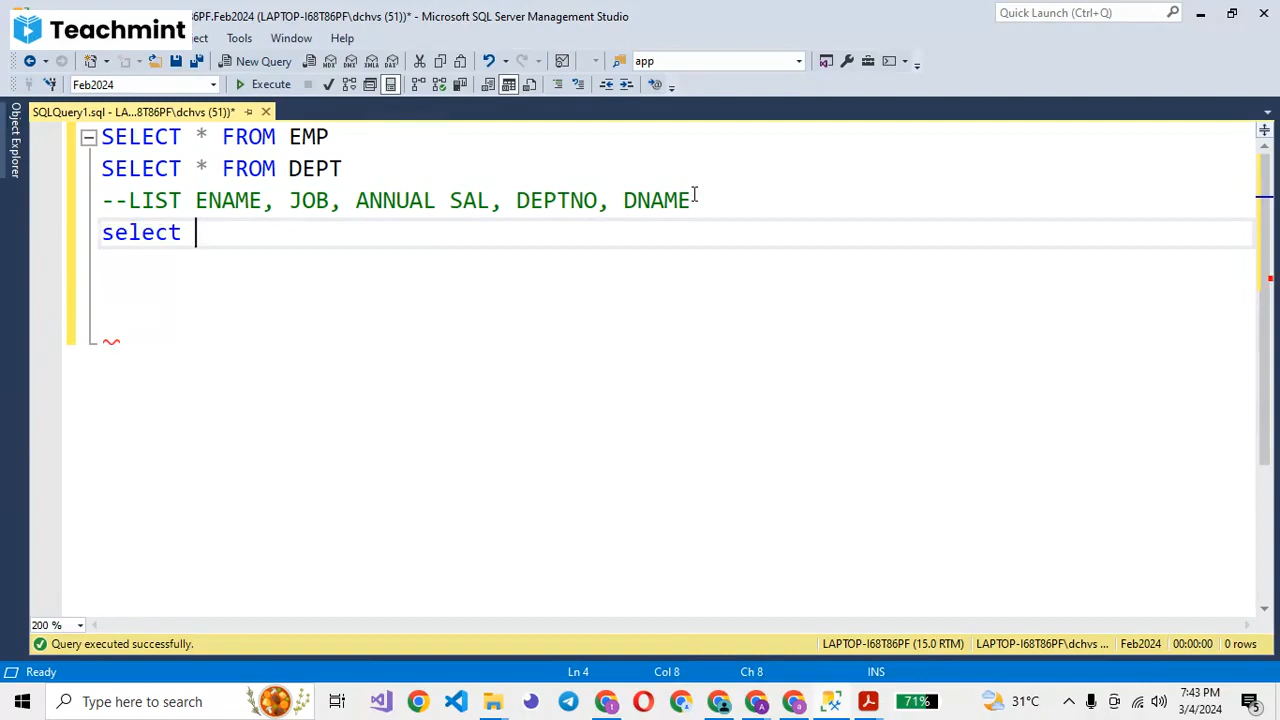 Teachmint
PF.Feb2024 (LAPTOP-I68T86PF\dchvs (51))* - Microsoft SQL Server Management Studio
Quick Launch (Ctrl+Q)
ect Tools Window Help
New Query
app
Feb2024
Execute
SQLQuery1.sql - LA...8T86PF\dchvs (51))*
Object Explorer
SELECT * FROM EMP
SELECT * FROM DEPT
--LIST ENAME, JOB, ANNUAL SAL, DEPTNO, DNAME
select
200 %
Query executed successfully.
LAPTOP-I68T86PF (15.0 RTM)
LAPTOP-I68T86PF\dchvs ...
Feb2024
00:00:00
0 rows
Ready
Ln 4
Col 8
Ch 8
INS
Type here to search
71%
31°C
7:43 PM
3/4/2024
5